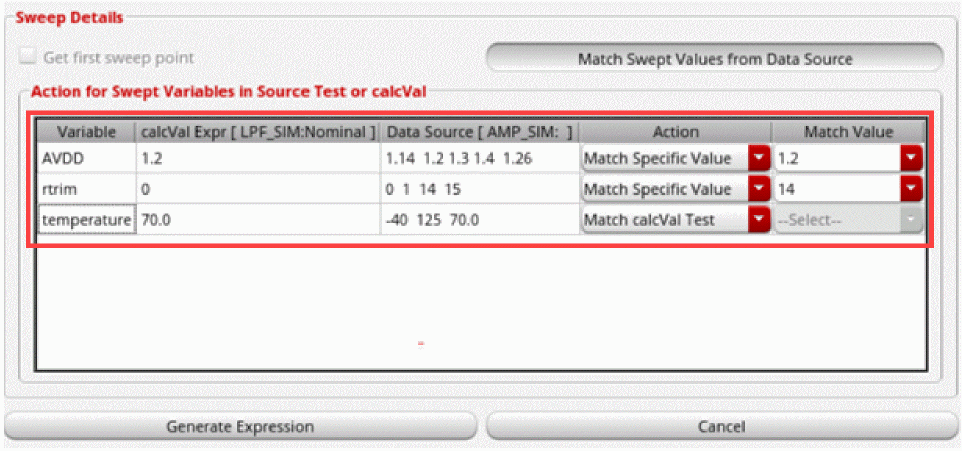 Sweep Details
Get first sweep point
Match Swept Values from Data Source
Action for Swept Variables in Source Test or calcVal
Variable calcVal Expr [ LPF_SIM:Nominal ] Data Source [ AMP_SIM: ] Action Match Value
AVDD 1.2 1.14 1.2 1.3 1.4 1.26 Match Specific Value 1.2
rtrim 0 0 1 14 15 Match Specific Value 14
temperature 70.0 -40 125 70.0 Match calcVal Test --Select--
Generate Expression Cancel